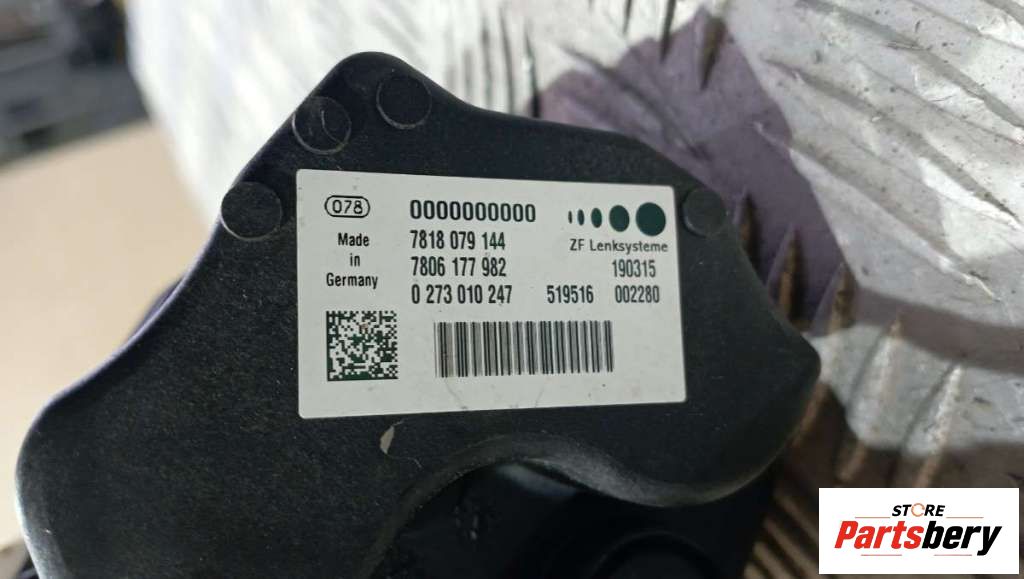 078
0000000000
Made
in
Germany
7818 079 144
7806 177 982
0 273 010 247
ZF Lenksysteme
190315
519516 002280
STORE
Partsbery